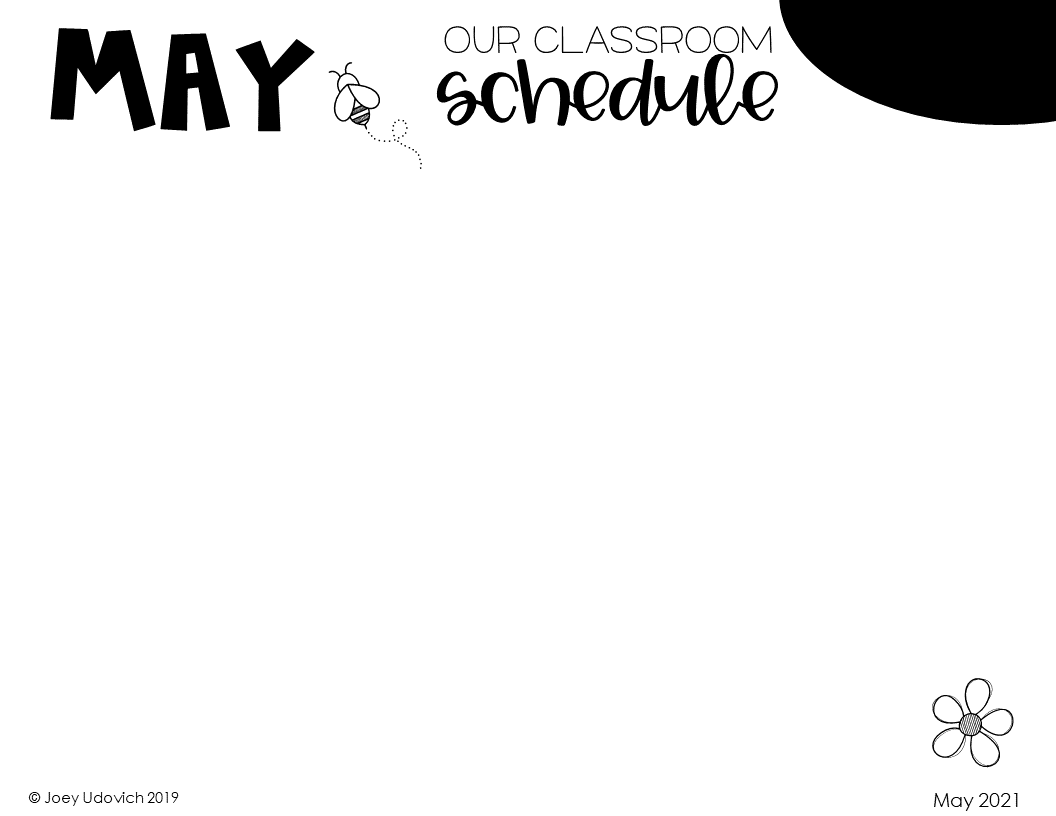 MAY
OUR CLASSROOM
schedule
© Joey Udovich 2019
May 2021